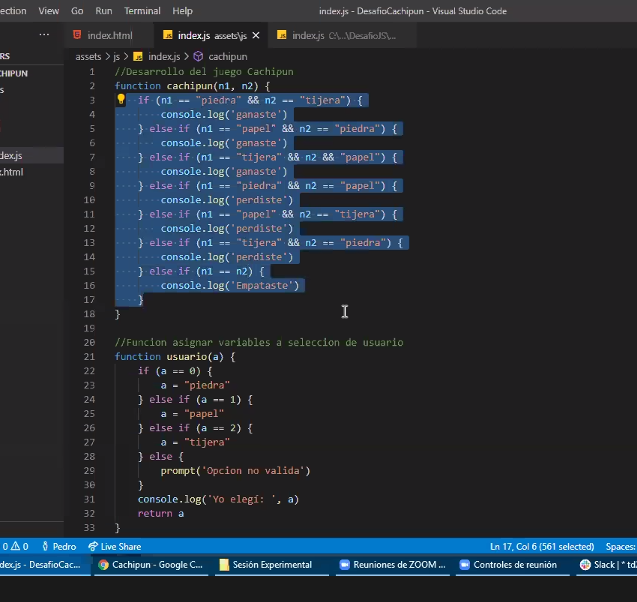 ection View Go Run Terminal Help index.js - DesafioCachipun - Visual Studio Code
··· index.html index.js assets\js × index.js C:\...\DesafioJS\...
RS assets > js > index.js > cachipun
CHIPUN 1 //Desarrollo del juego Cachipun
s 2 function cachipun(n1, n2) {
3 if (n1 == "piedra" && n2 == "tijera") {
4 console.log('ganaste')
5 } else if (n1 == "papel" && n2 == "piedra") {
dex.js 6 console.log('ganaste')
.html 7 } else if (n1 == "tijera" && n2 && "papel") {
8 console.log('ganaste')
9 } else if (n1 == "piedra" && n2 == "papel") {
10 console.log('perdiste')
11 } else if (n1 == "papel" && n2 == "tijera") {
12 console.log('perdiste')
13 } else if (n1 == "tijera" && n2 == "piedra") {
14 console.log('perdiste')
15 } else if (n1 == n2) {
16 console.log('Empataste')
17 }
18 }
19
20 //Funcion asignar variables a seleccion de usuario
21 function usuario(a) {
22 if (a == 0) {
23 a = "piedra"
24 } else if (a == 1) {
25 a = "papel"
26 } else if (a == 2) {
27 a = "tijera"
28 } else {
29 prompt('Opcion no valida')
30 }
31 console.log('Yo elegí: ', a)
32 return a
33 }
0 0 Pedro Live Share Ln 17, Col 6 (561 selected) Spaces:
dex.js - DesafioCac... Cachipun - Google C... Sesión Experimental Reuniones de ZOOM ... Controles de reunión Slack | * td